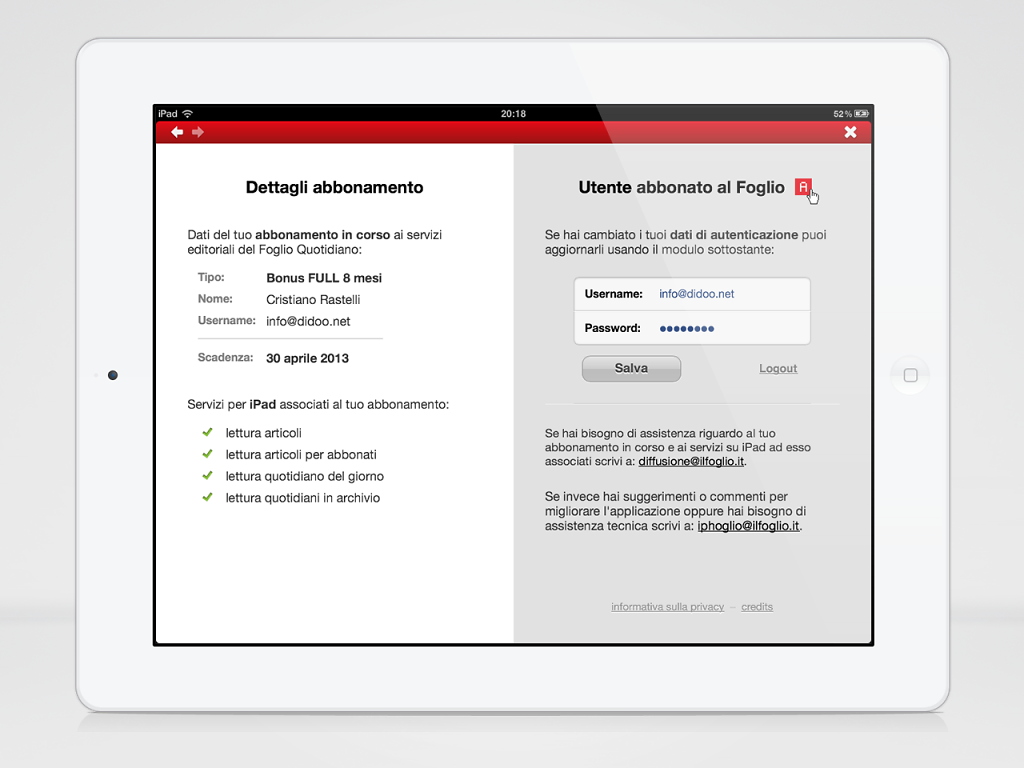 iPad 20:18 52%
Dettagli abbonamento
Dati del tuo abbonamento in corso ai servizi
editoriali del Foglio Quotidiano:
Tipo: Bonus FULL 8 mesi
Nome: Cristiano Rastelli
Username: info@didoo.net
Scadenza: 30 aprile 2013
Servizi per iPad associati al tuo abbonamento:
lettura articoli
lettura articoli per abbonati
lettura quotidiano del giorno
lettura quotidiani in archivio
Utente abbonato al Foglio A
Se hai cambiato i tuoi dati di autenticazione puoi
aggiornarli usando il modulo sottostante:
Username: info@didoo.net
Password: ●●●●●●●●
Salva Logout
Se hai bisogno di assistenza riguardo al tuo
abbonamento in corso e ai servizi su iPad ad esso
associati scrivi a: diffusione@ilfoglio.it.
Se invece hai suggerimenti o commenti per
migliorare l'applicazione oppure hai bisogno di
assistenza tecnica scrivi a: iphoglio@ilfoglio.it.
informativa sulla privacy – credits